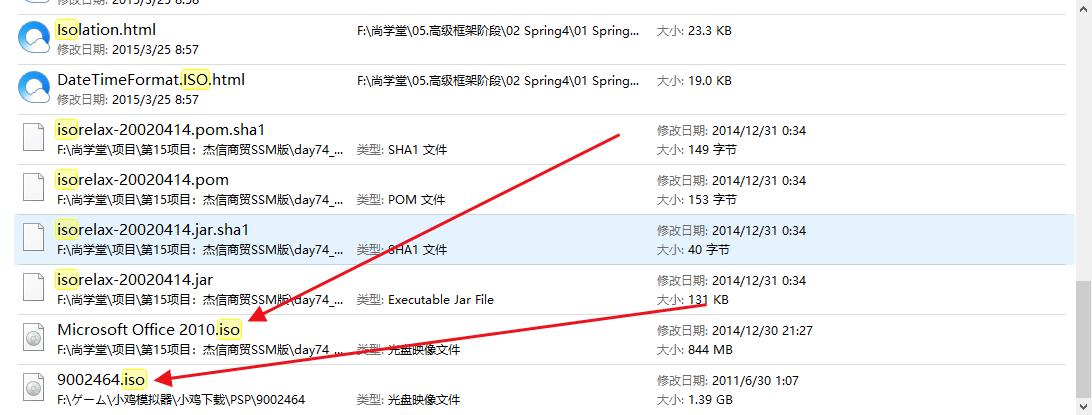 Isolation.html F:\尚学堂\05.高级框架阶段\02 Spring4\01 Spring... 大小: 23.3 KB
修改日期: 2015/3/25 8:57
DateTimeFormat.ISO.html F:\尚学堂\05.高级框架阶段\02 Spring4\01 Spring... 大小: 19.0 KB
修改日期: 2015/3/25 8:57
isorelax-20020414.pom.sha1 修改日期: 2014/12/31 0:34
F:\尚学堂\项目\第15项目：杰信商贸SSM版\day74_... 类型: SHA1 文件 大小: 149 字节
isorelax-20020414.pom 修改日期: 2014/12/31 0:34
F:\尚学堂\项目\第15项目：杰信商贸SSM版\day74_... 类型: POM 文件 大小: 153 字节
isorelax-20020414.jar.sha1 修改日期: 2014/12/31 0:34
F:\尚学堂\项目\第15项目：杰信商贸SSM版\day74_... 类型: SHA1 文件 大小: 40 字节
isorelax-20020414.jar 修改日期: 2014/12/31 0:34
F:\尚学堂\项目\第15项目：杰信商贸SSM版\day74_... 类型: Executable Jar File 大小: 131 KB
Microsoft Office 2010.iso 修改日期: 2014/12/30 21:27
F:\尚学堂\项目\第15项目：杰信商贸SSM版\day74_... 类型: 光盘映像文件 大小: 844 MB
9002464.iso 修改日期: 2011/6/30 1:07
F:\ゲーム\小鸡模拟器\小鸡下载\PSP\9002464 类型: 光盘映像文件 大小: 1.39 GB